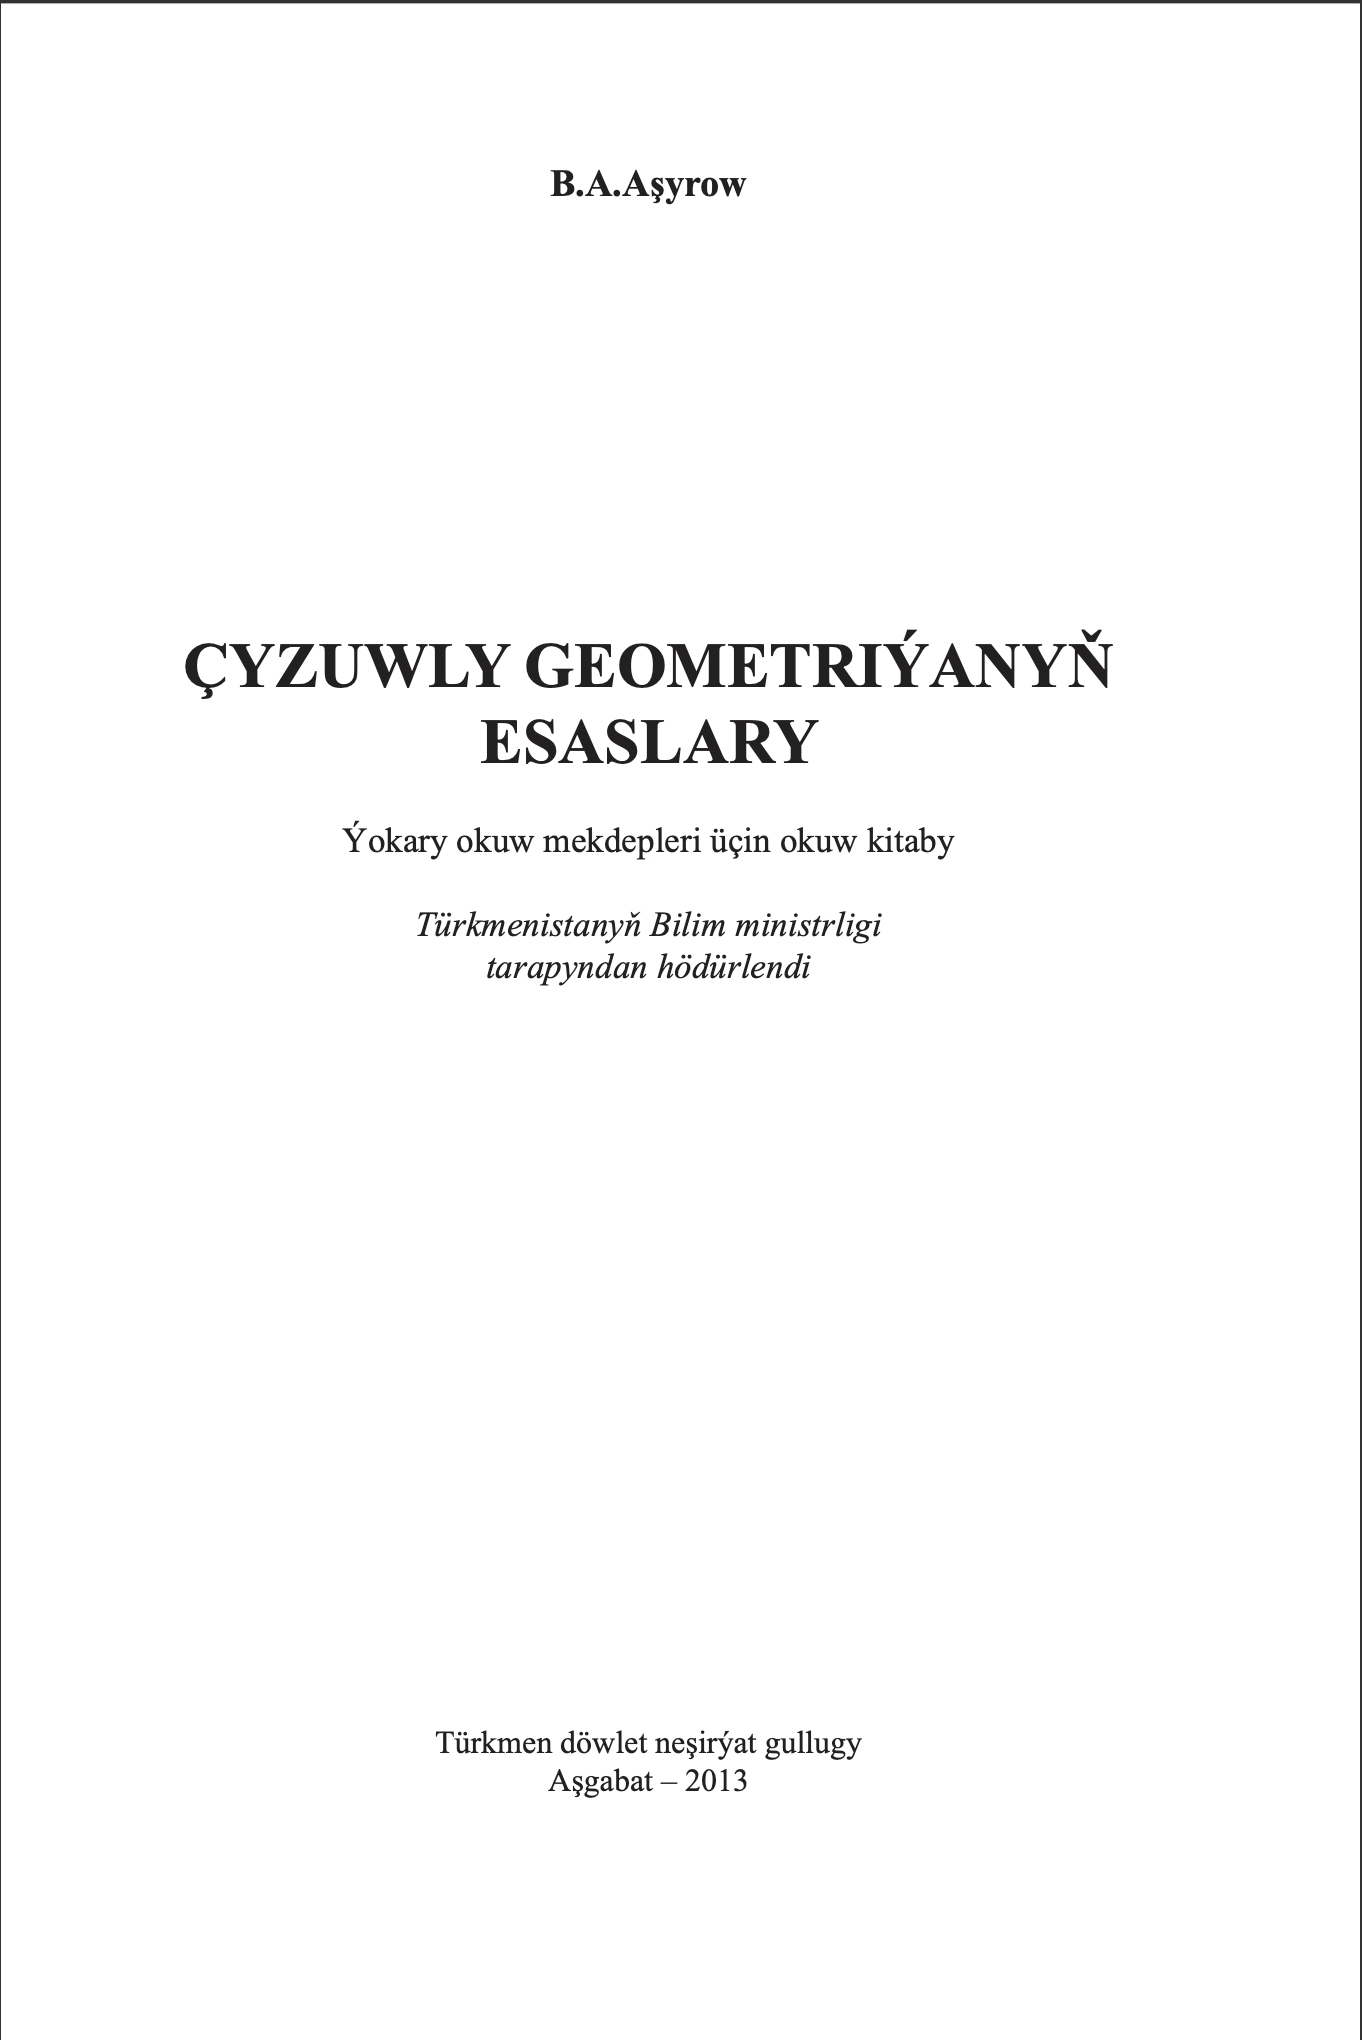 B.A.Aşyrow
ÇYZUWLY GEOMETRIÝANYŇ
ESASLARY
Ýokary okuw mekdepleri üçin okuw kitaby
Türkmenistanyň Bilim ministrligi
tarapyndan hödürlendi
Türkmen döwlet neşirýat gullugy
Aşgabat – 2013